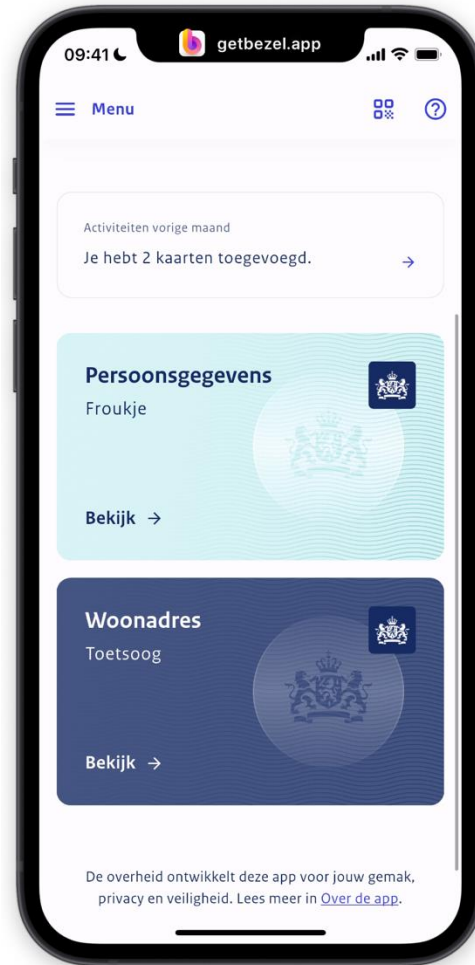 09:41
getbezel.app
Menu
Activiteiten vorige maand
Je hebt 2 kaarten toegevoegd.
Persoonsgegevens
Froukje
Bekijk →
Woonadres
Toetsoog
Bekijk →
De overheid ontwikkelt deze app voor jouw gemak,
privacy en veiligheid. Lees meer in Over de app.